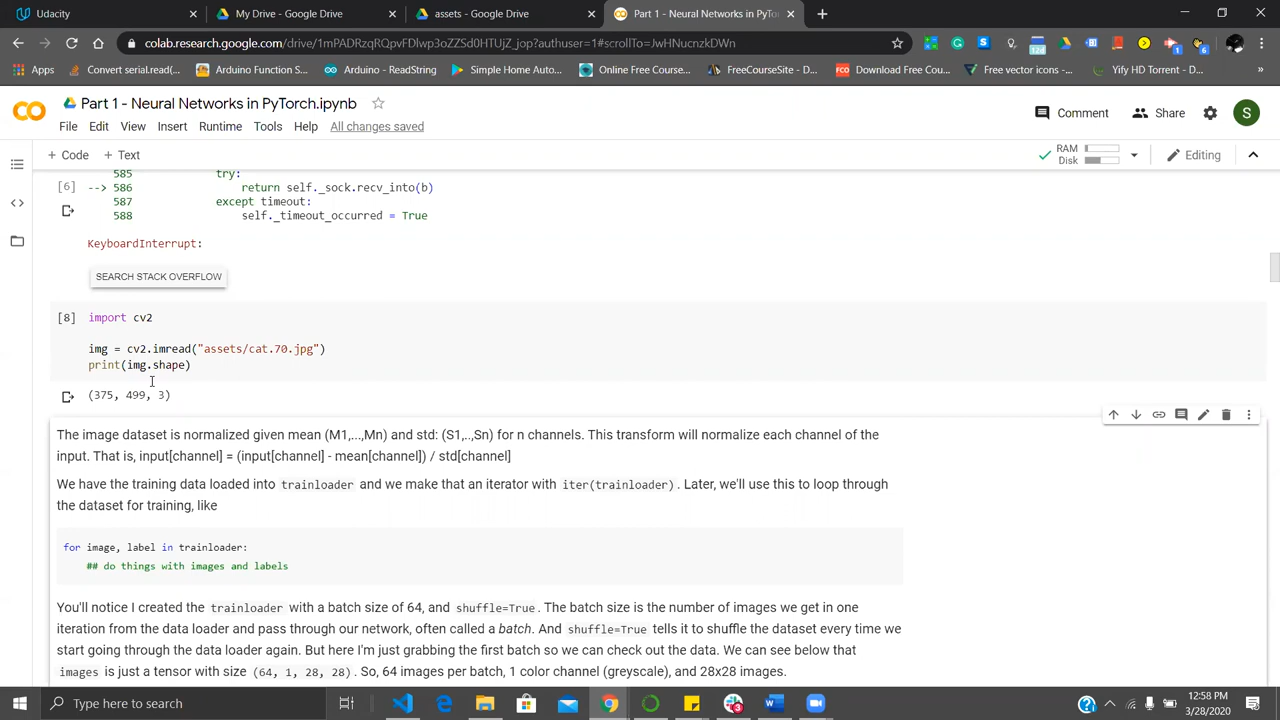 Udacity
My Drive - Google Drive
assets - Google Drive
Part 1 - Neural Networks in PyTor
colab.research.google.com/drive/1mPADRzqRQpvFDlwp3oZZSd0HTUjZ_jop?authuser=1#scrollTo=JwHNucnzkDWn
Apps
Convert serial.read(...
Arduino Function S...
Arduino - ReadString
Simple Home Auto...
Online Free Course...
FreeCourseSite - Do...
Download Free Cou...
Free vector icons -...
Yify HD Torrent - D...
Part 1 - Neural Networks in PyTorch.ipynb
Comment
Share
S
File Edit View Insert Runtime Tools Help All changes saved
+ Code + Text
RAM
Disk
Editing
585 try:
[6] --> 586 return self._sock.recv_into(b)
587 except timeout:
588 self._timeout_occurred = True
KeyboardInterrupt:
SEARCH STACK OVERFLOW
[8] import cv2
img = cv2.imread("assets/cat.70.jpg")
print(img.shape)
(375, 499, 3)
The image dataset is normalized given mean (M1,...,Mn) and std: (S1,..,Sn) for n channels. This transform will normalize each channel of the
input. That is, input[channel] = (input[channel] - mean[channel]) / std[channel]
We have the training data loaded into trainloader and we make that an iterator with iter(trainloader). Later, we'll use this to loop through
the dataset for training, like
for image, label in trainloader:
## do things with images and labels
You'll notice I created the trainloader with a batch size of 64, and shuffle=True. The batch size is the number of images we get in one
iteration from the data loader and pass through our network, often called a batch. And shuffle=True tells it to shuffle the dataset every time we
start going through the data loader again. But here I'm just grabbing the first batch so we can check out the data. We can see below that
images is just a tensor with size (64, 1, 28, 28). So, 64 images per batch, 1 color channel (greyscale), and 28x28 images.
Type here to search
12:58 PM
3/28/2020